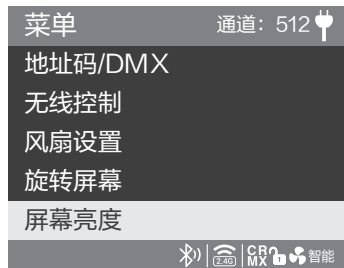 菜单 通道：512
地址码/DMX
无线控制
风扇设置
旋转屏幕
屏幕亮度
2.4G CRMX 智能